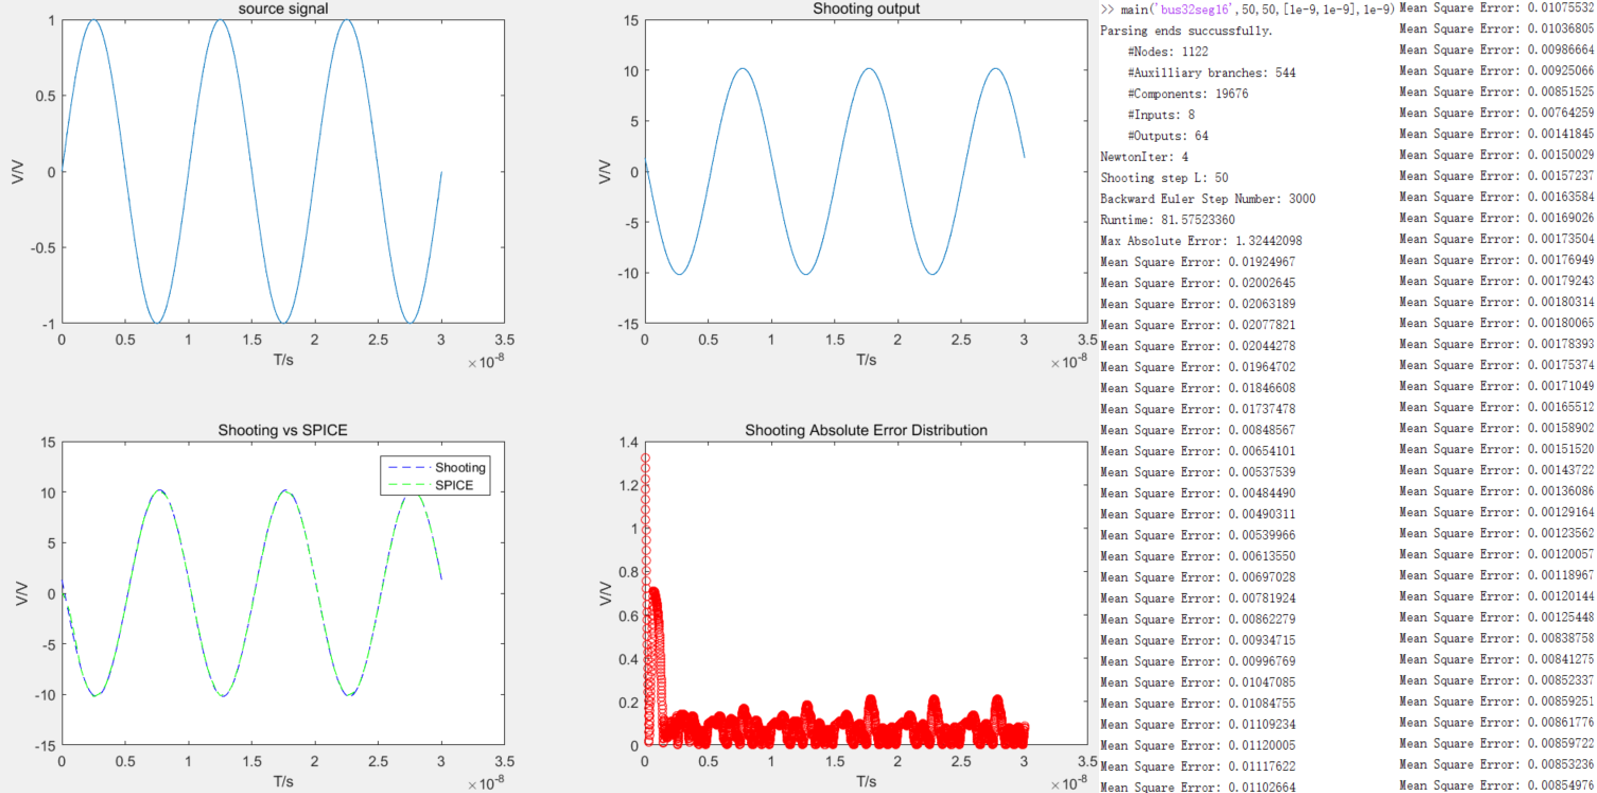 source signal
1
0.5
0
-0.5
-1
V/V
0 0.5 1 1.5 2 2.5 3 3.5
T/s
×10⁻⁸
Shooting output
15
10
5
0
-5
-10
-15
V/V
0 0.5 1 1.5 2 2.5 3 3.5
T/s
×10⁻⁸
Shooting vs SPICE
15
10
5
0
-5
-10
-15
V/V
Shooting
SPICE
0 0.5 1 1.5 2 2.5 3 3.5
T/s
×10⁻⁸
Shooting Absolute Error Distribution
1.4
1.2
1
0.8
0.6
0.4
0.2
0
V/V
0 0.5 1 1.5 2 2.5 3 3.5
T/s
×10⁻⁸
>> main('bus32seg16',50,50,[1e-9,1e-9],1e-9)
Parsing ends succussfully.
#Nodes: 1122
#Auxilliary branches: 544
#Components: 19676
#Inputs: 8
#Outputs: 64
NewtonIter: 4
Shooting step L: 50
Backward Euler Step Number: 3000
Runtime: 81.57523360
Max Absolute Error: 1.32442098
Mean Square Error: 0.01924967
Mean Square Error: 0.02002645
Mean Square Error: 0.02063189
Mean Square Error: 0.02077821
Mean Square Error: 0.02044278
Mean Square Error: 0.01964702
Mean Square Error: 0.01846608
Mean Square Error: 0.01737478
Mean Square Error: 0.00848567
Mean Square Error: 0.00654101
Mean Square Error: 0.00537539
Mean Square Error: 0.00484490
Mean Square Error: 0.00490311
Mean Square Error: 0.00539966
Mean Square Error: 0.00613550
Mean Square Error: 0.00697028
Mean Square Error: 0.00781924
Mean Square Error: 0.00862279
Mean Square Error: 0.00934715
Mean Square Error: 0.00996769
Mean Square Error: 0.01047085
Mean Square Error: 0.01084755
Mean Square Error: 0.01109234
Mean Square Error: 0.01120005
Mean Square Error: 0.01117622
Mean Square Error: 0.01102664
Mean Square Error: 0.01075532
Mean Square Error: 0.01036805
Mean Square Error: 0.00986664
Mean Square Error: 0.00925066
Mean Square Error: 0.00851525
Mean Square Error: 0.00764259
Mean Square Error: 0.00141845
Mean Square Error: 0.00150029
Mean Square Error: 0.00157237
Mean Square Error: 0.00163584
Mean Square Error: 0.00169026
Mean Square Error: 0.00173504
Mean Square Error: 0.00176949
Mean Square Error: 0.00179243
Mean Square Error: 0.00180314
Mean Square Error: 0.00180065
Mean Square Error: 0.00178393
Mean Square Error: 0.00175374
Mean Square Error: 0.00171049
Mean Square Error: 0.00165512
Mean Square Error: 0.00158902
Mean Square Error: 0.00151520
Mean Square Error: 0.00143722
Mean Square Error: 0.00136086
Mean Square Error: 0.00129164
Mean Square Error: 0.00123562
Mean Square Error: 0.00120057
Mean Square Error: 0.00118967
Mean Square Error: 0.00120144
Mean Square Error: 0.00125448
Mean Square Error: 0.00838758
Mean Square Error: 0.00841275
Mean Square Error: 0.00852337
Mean Square Error: 0.00859251
Mean Square Error: 0.00861776
Mean Square Error: 0.00859722
Mean Square Error: 0.00853236
Mean Square Error: 0.00854976